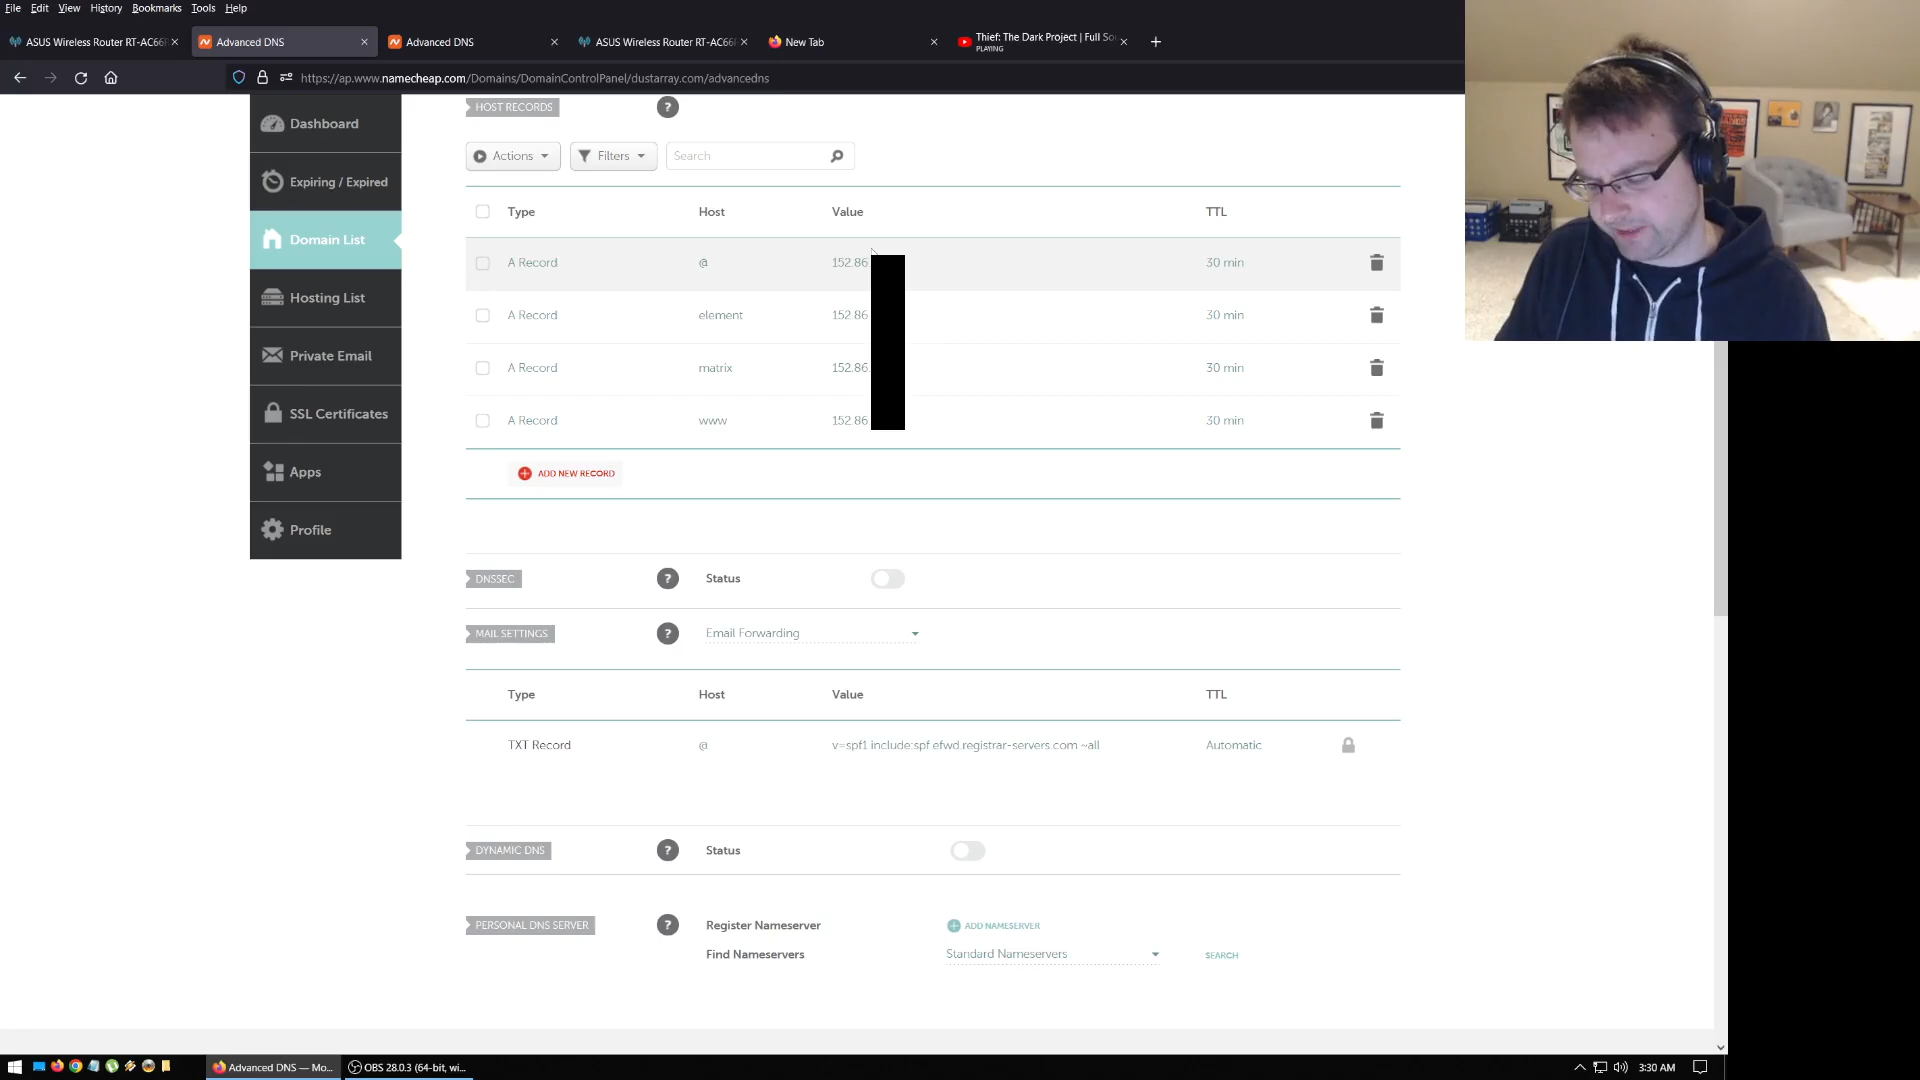 File Edit View History Bookmarks Tools Help
ASUS Wireless Router RT-AC66R
Advanced DNS
Advanced DNS
ASUS Wireless Router RT-AC66R
New Tab
Thief: The Dark Project | Full So
PLAYING
https://ap.www.namecheap.com/Domains/DomainControlPanel/dustarray.com/advancedns
Dashboard
Expiring / Expired
Domain List
Hosting List
Private Email
SSL Certificates
Apps
Profile
HOST RECORDS ?
Actions Filters Search
Type Host Value TTL
A Record @ 152.86. 30 min
A Record element 152.86 30 min
A Record matrix 152.86. 30 min
A Record www 152.86 30 min
ADD NEW RECORD
DNSSEC ? Status
MAIL SETTINGS ? Email Forwarding
Type Host Value TTL
TXT Record @ v=spf1 include:spf.efwd.registrar-servers.com ~all Automatic
DYNAMIC DNS ? Status
PERSONAL DNS SERVER ? Register Nameserver ADD NAMESERVER
Find Nameservers Standard Nameservers SEARCH
Advanced DNS — Mo...
OBS 28.0.3 (64-bit, wi...
3:30 AM